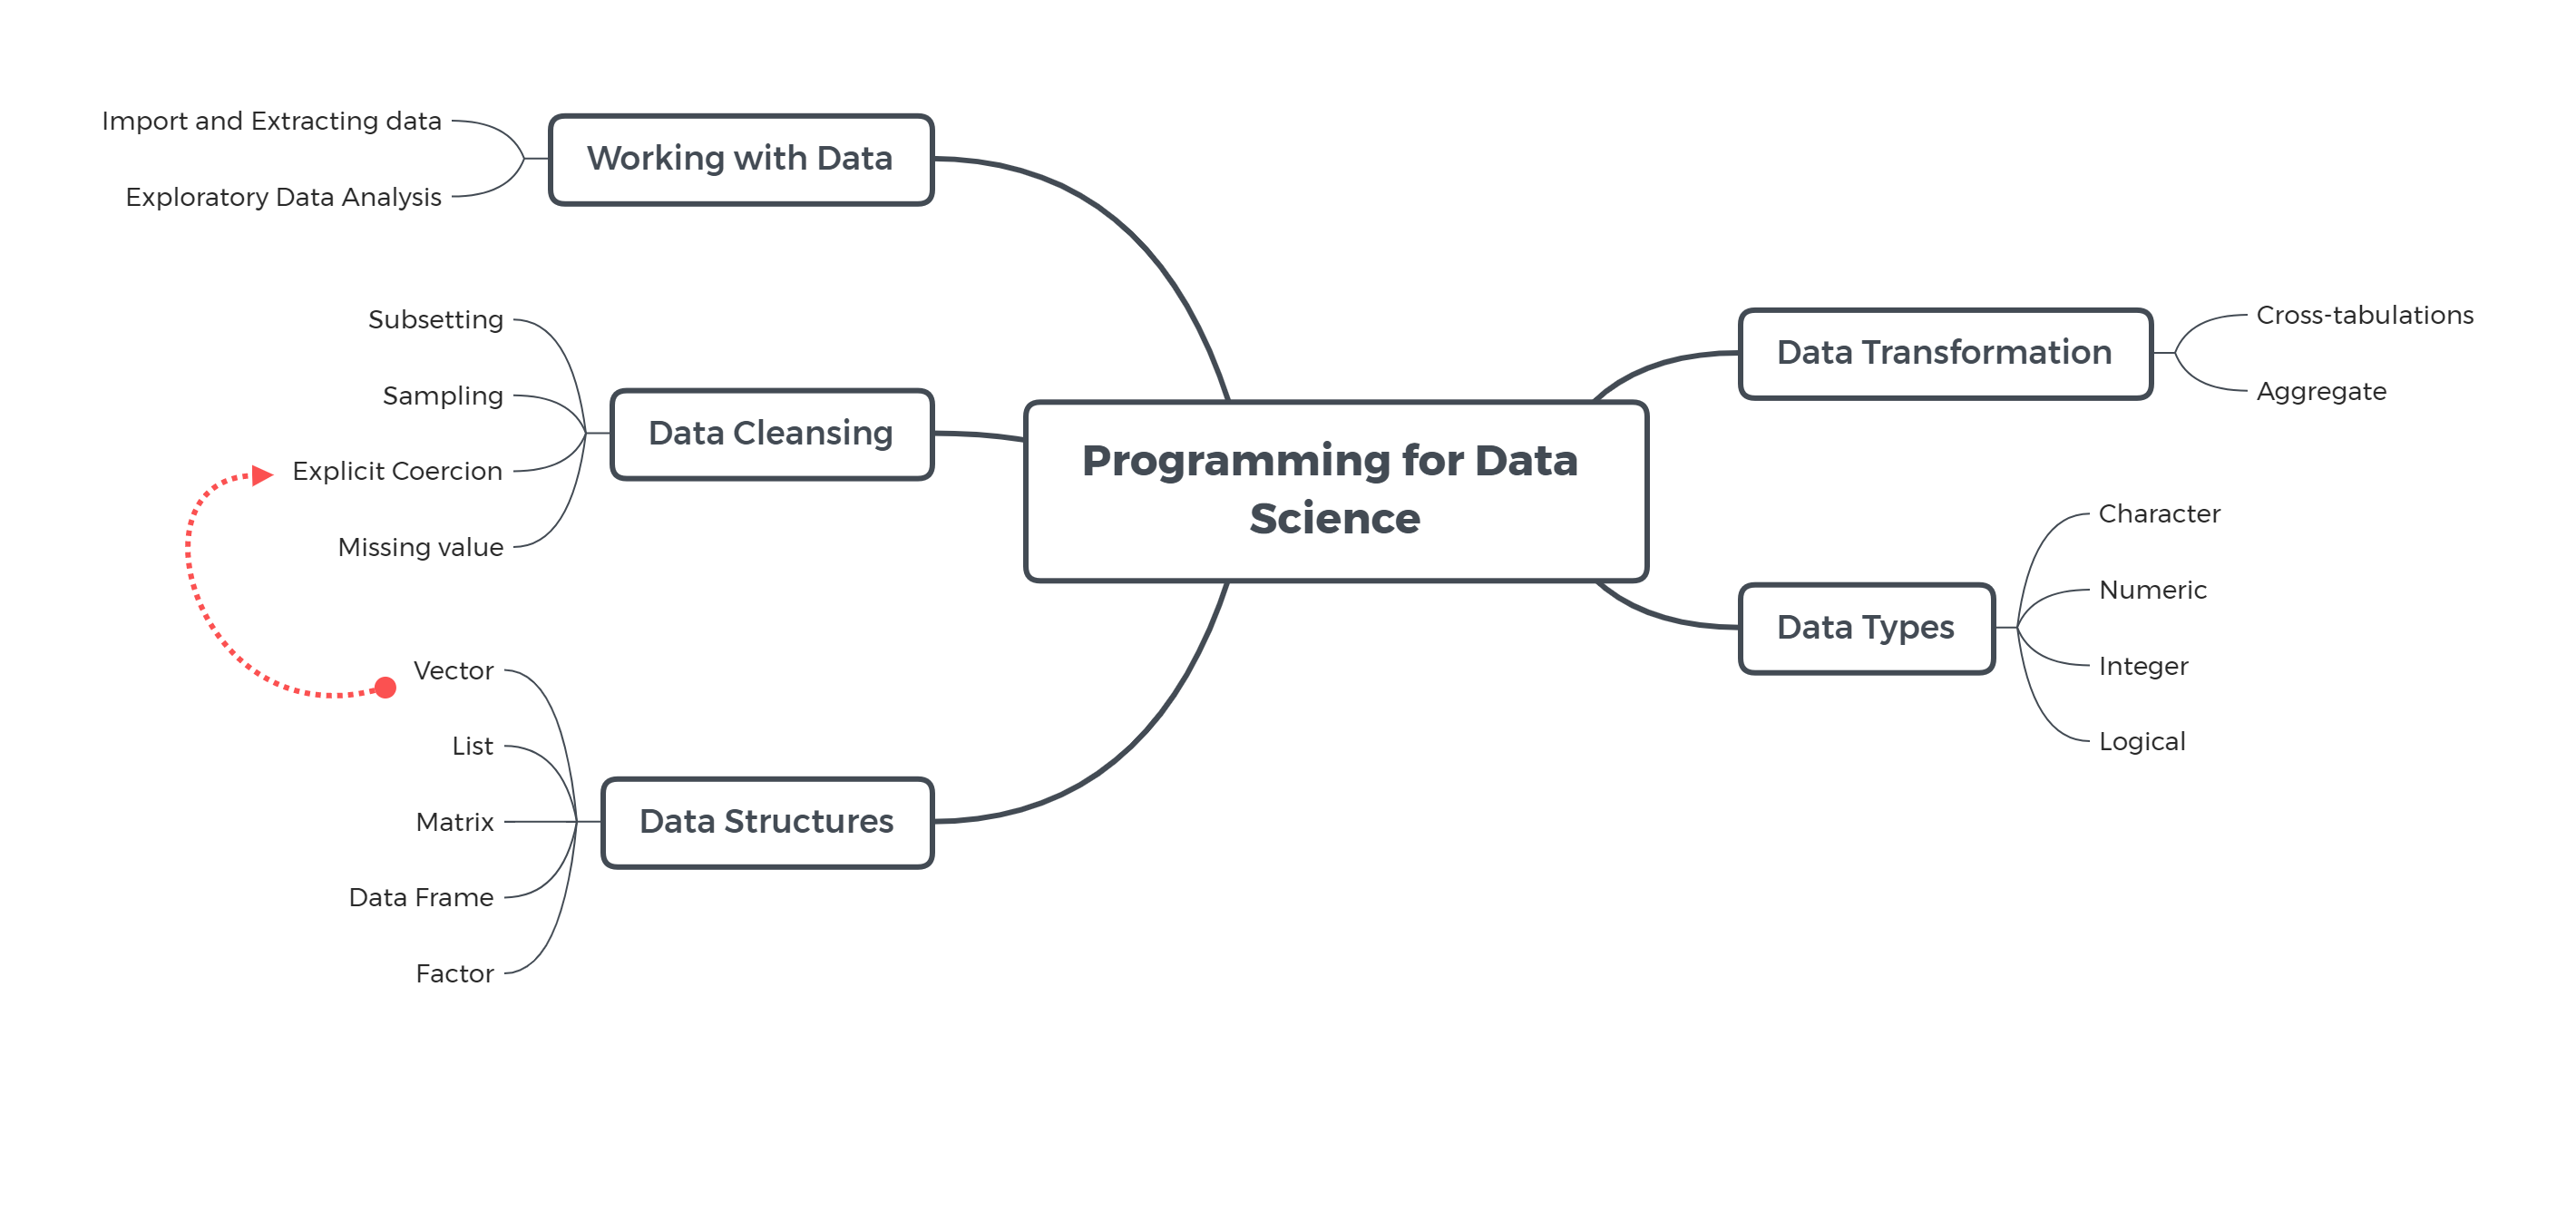 Import and Extracting data
Exploratory Data Analysis
Working with Data
Subsetting
Sampling
Explicit Coercion
Missing value
Data Cleansing
Vector
List
Matrix
Data Frame
Factor
Data Structures
Programming for Data
Science
Data Transformation
Cross-tabulations
Aggregate
Data Types
Character
Numeric
Integer
Logical